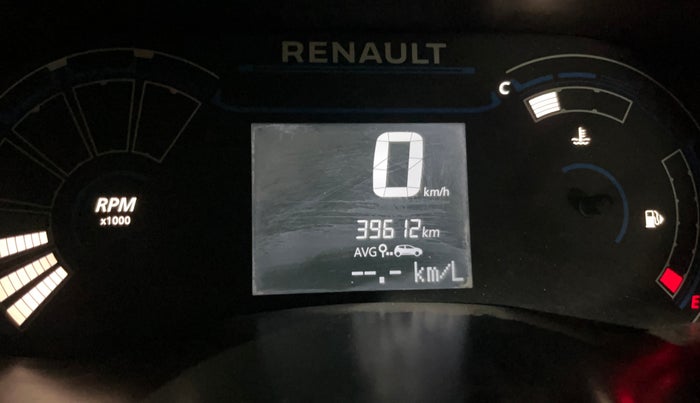 RENAULT
C
0 km/h
RPM
x1000
39612 km
AVG
--.- km/L
E